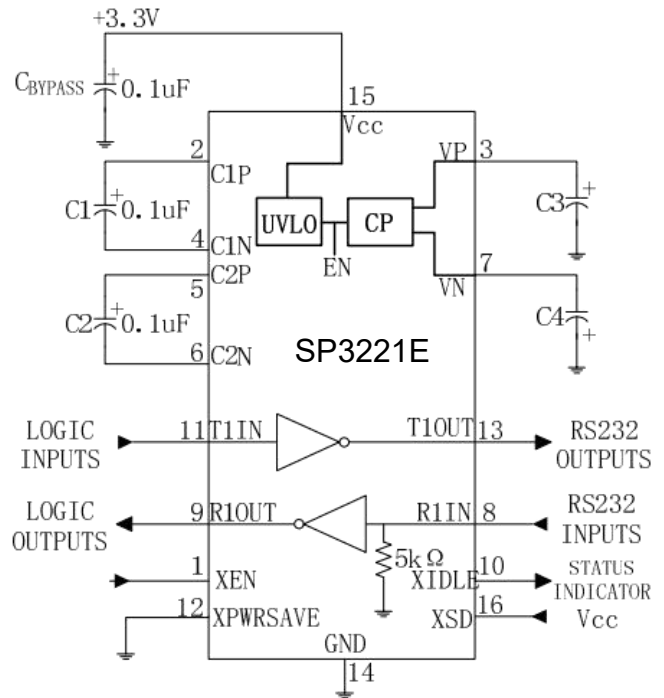 +3.3V
CBYPASS
+
0.1uF
15
Vcc
2
C1P
C1
+
0.1uF
4
C1N
UVLO
CP
EN
VP
3
C3
+
VN
7
C4
+
5
C2P
C2
+
0.1uF
6
C2N
SP3221E
LOGIC
INPUTS
11
T1IN
T1OUT
13
RS232
OUTPUTS
LOGIC
OUTPUTS
9
R1OUT
R1IN
8
RS232
INPUTS
5kΩ
1
XEN
XIDLE
10
STATUS
INDICATOR
12
XPWRSAVE
XSD
16
Vcc
GND
14